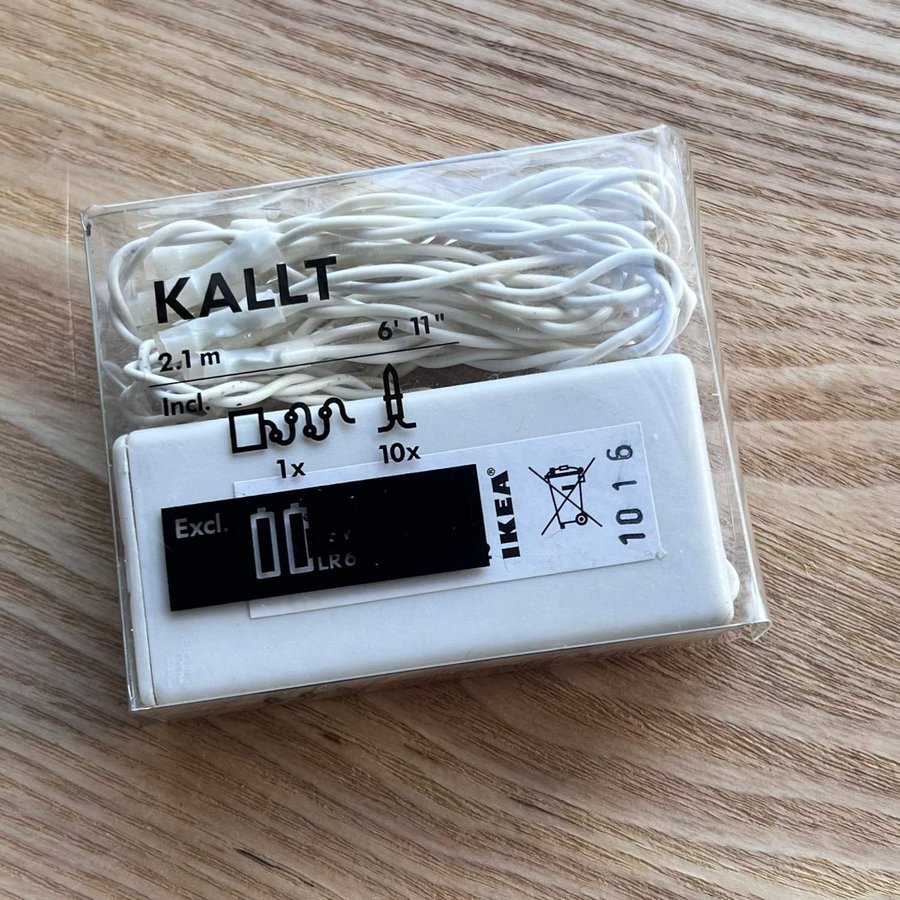 KALLT
2.1 m 6' 11"
Incl.
1x 10x
Excl.
LR6
IKEA®
1016